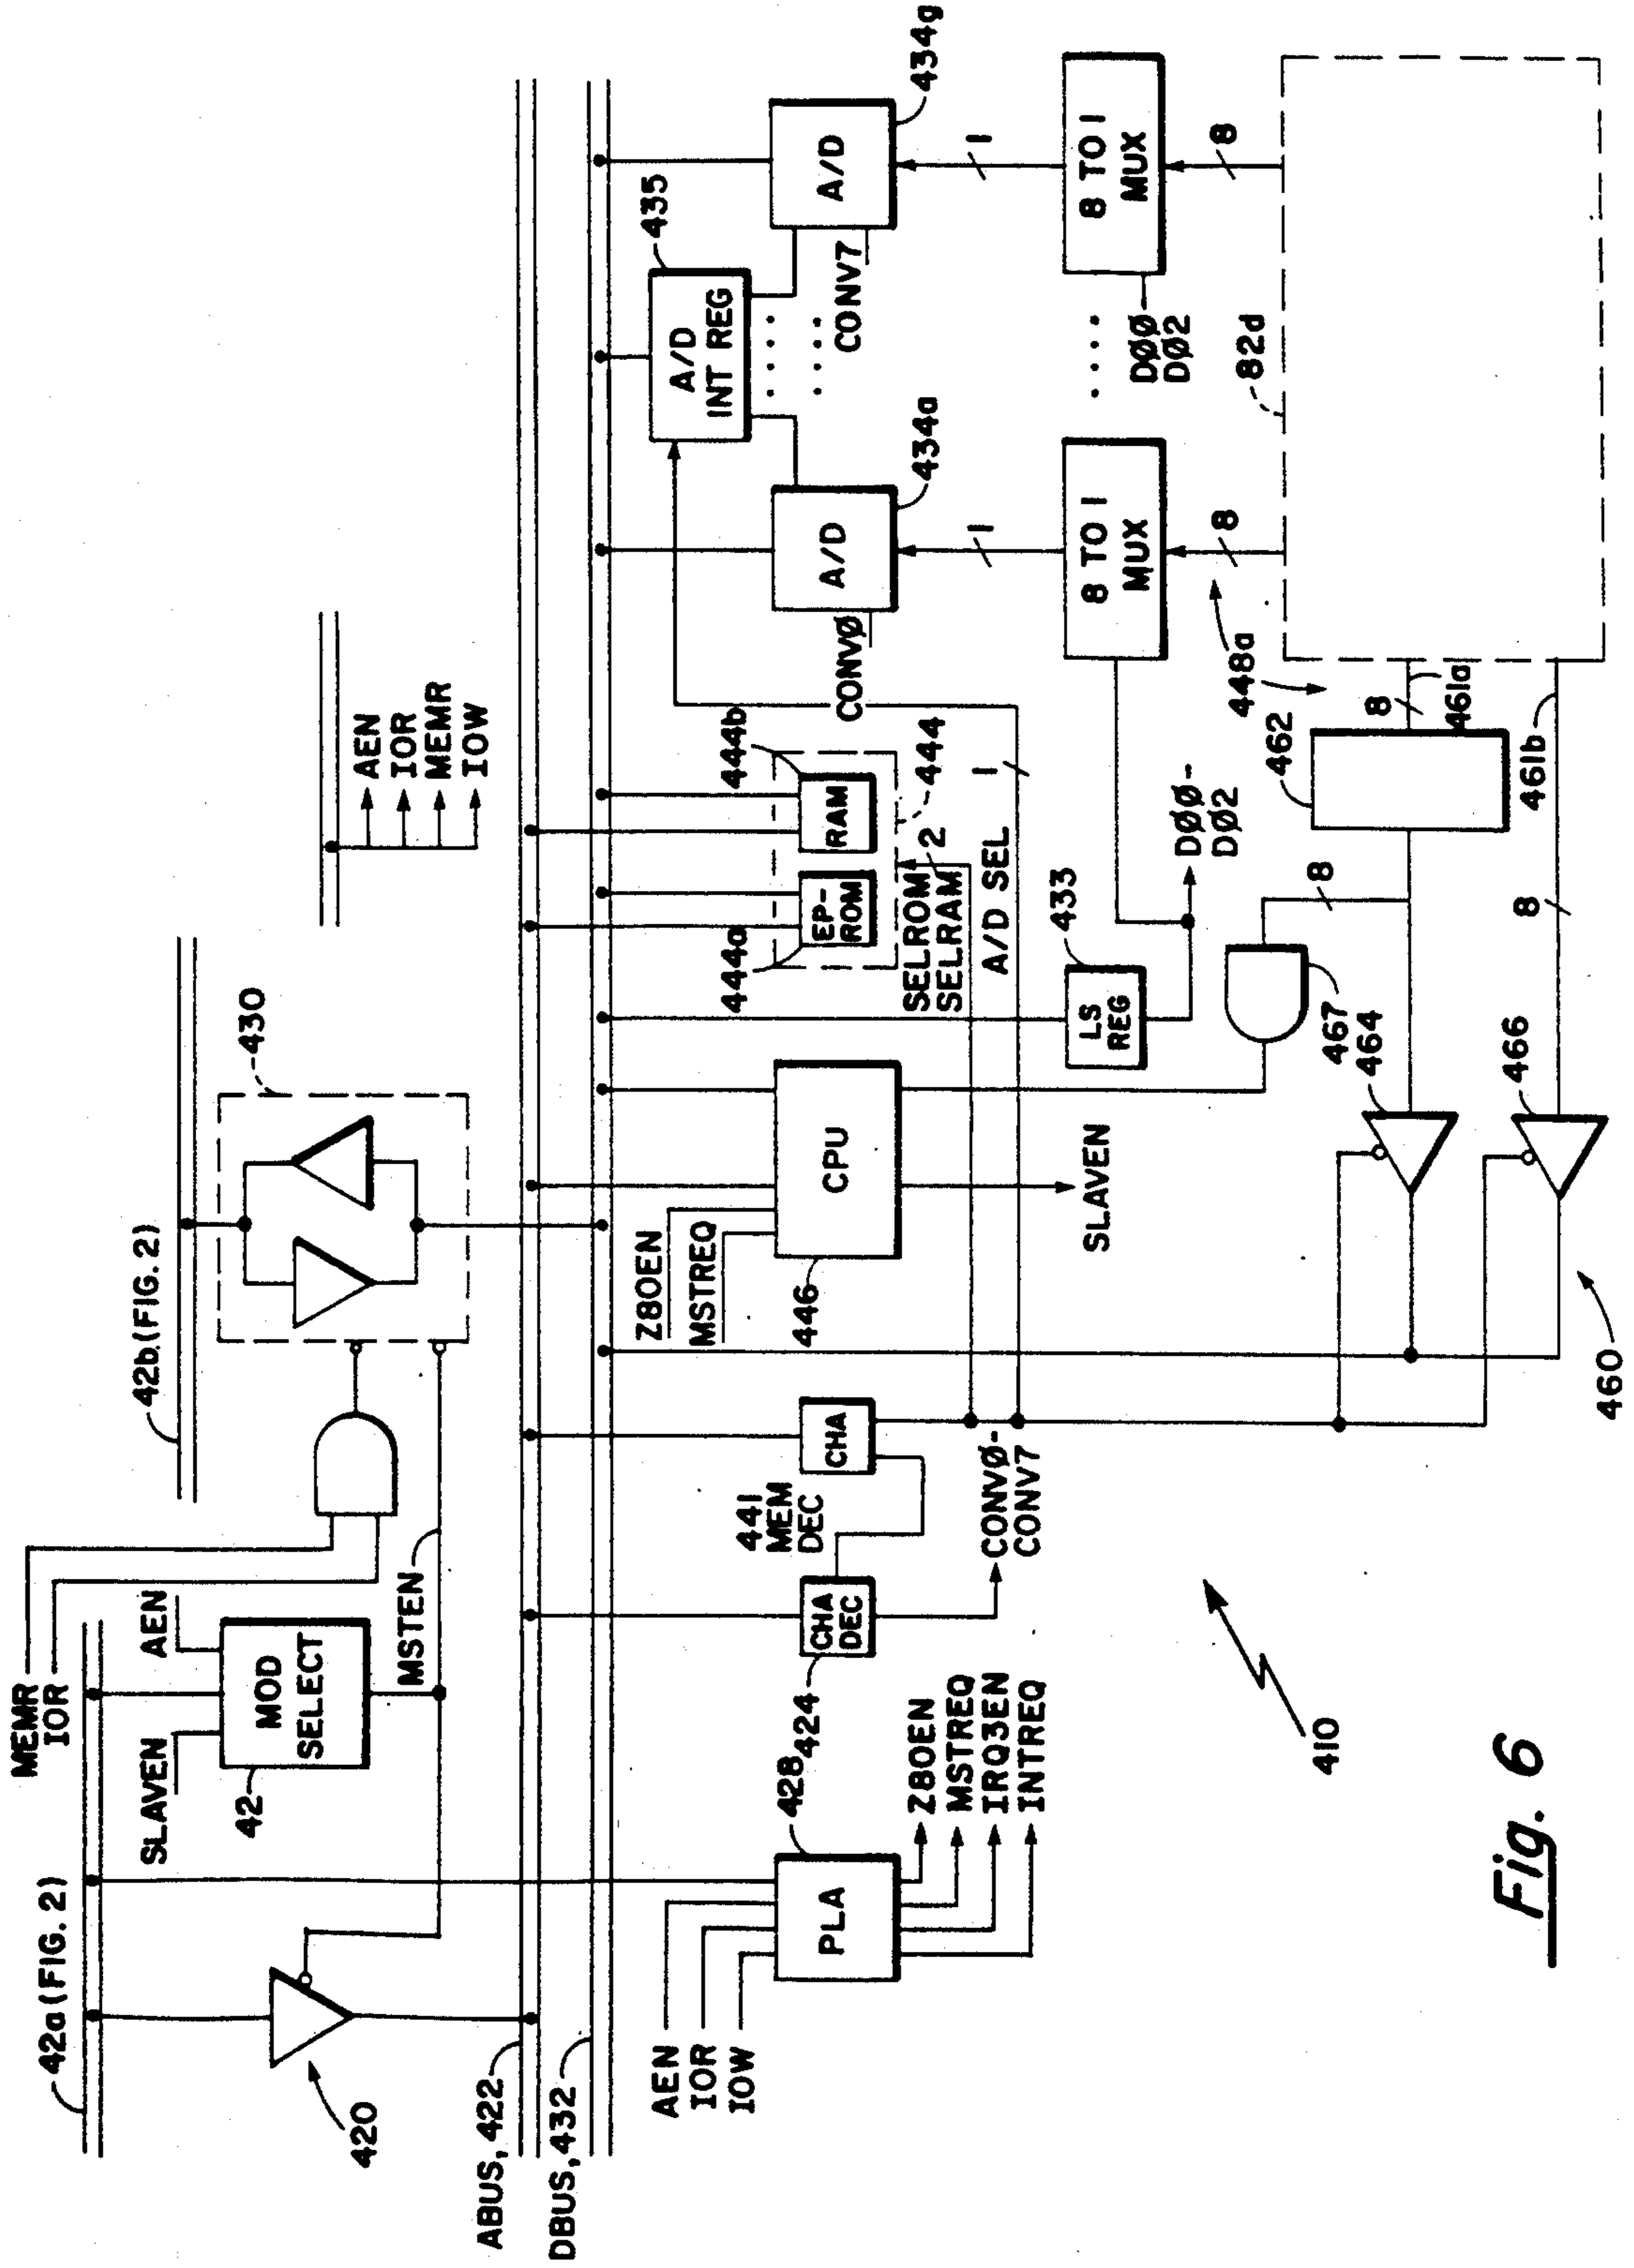 42a (FIG. 2)
MEMR
IOR
AEN
SLAVEN
MOD
SELECT
42
MSTEN
420
42b (FIG. 2)
430
AEN
IOR
MEMR
IOW
ABUS, 422
DBUS, 432
AEN
IOR
IOW
PLA
428
Z80EN
MSTREQ
IRQ3EN
INTREQ
424
CHA
DEC
441
MEM
DEC
CHA
CONVØ-
CONV7
Z80EN
MSTREQ
446
CPU
SLAVEN
444a
EP-
ROM
RAM
444b
444
SELROM
SELRAM
2
A/D SEL
1
LS
REG
433
DØØ-
DØ2
A/D
INT REG
435
CONVØ
A/D
434a
CONV7
A/D
434g
1
1
8 TO 1
MUX
8 TO 1
MUX
DØØ-
DØ2
8
8
448a
82d
462
8
461a
461b
8
8
467
464
466
460
410
Fig. 6